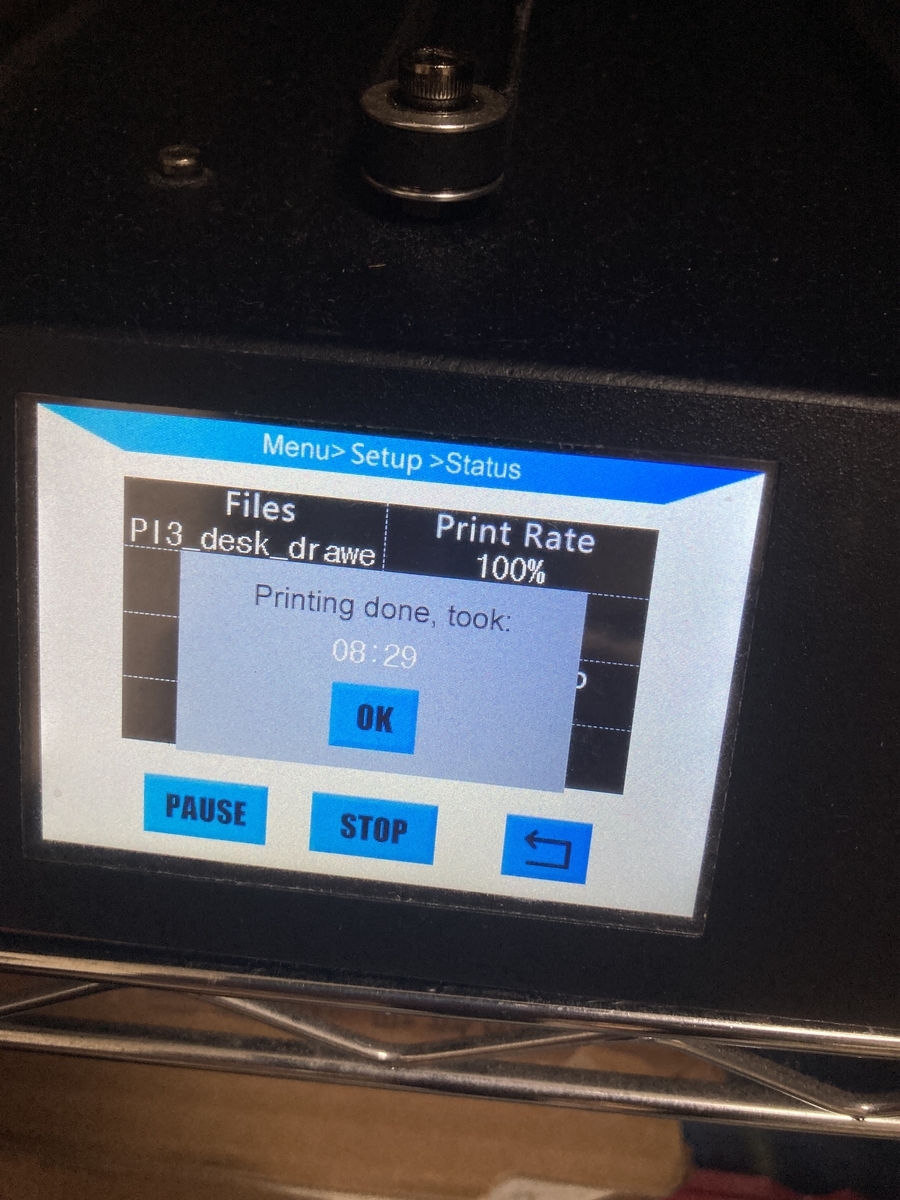 Menu> Setup >Status
Files
PI3_desk_drawe
Print Rate
100%
Printing done, took:
08:29
OK
PAUSE
STOP